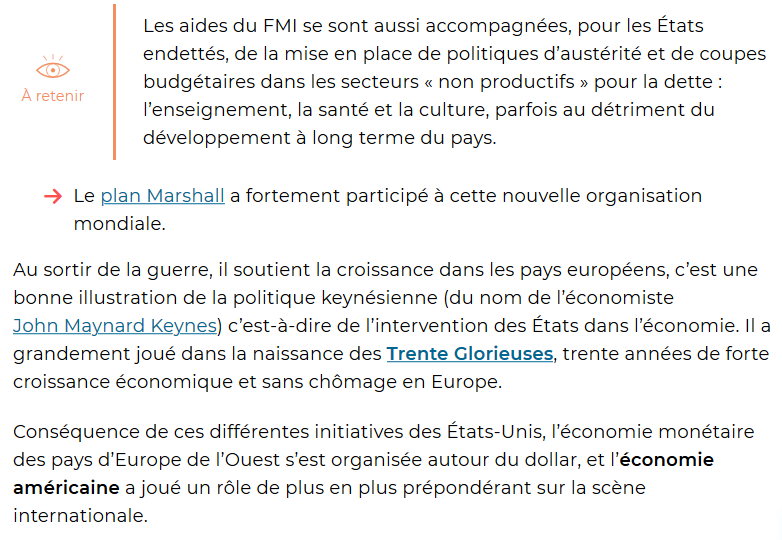 Les aides du FMI se sont aussi accompagnées, pour les États
endettés, de la mise en place de politiques d’austérité et de coupes
budgétaires dans les secteurs « non productifs » pour la dette :
l’enseignement, la santé et la culture, parfois au détriment du
développement à long terme du pays.
À retenir
→ Le plan Marshall a fortement participé à cette nouvelle organisation
mondiale.
Au sortir de la guerre, il soutient la croissance dans les pays européens, c’est une
bonne illustration de la politique keynésienne (du nom de l’économiste
John Maynard Keynes) c’est-à-dire de l’intervention des États dans l’économie. Il a
grandement joué dans la naissance des Trente Glorieuses, trente années de forte
croissance économique et sans chômage en Europe.
Conséquence de ces différentes initiatives des États-Unis, l’économie monétaire
des pays d’Europe de l’Ouest s’est organisée autour du dollar, et l’économie
américaine a joué un rôle de plus en plus prépondérant sur la scène
internationale.